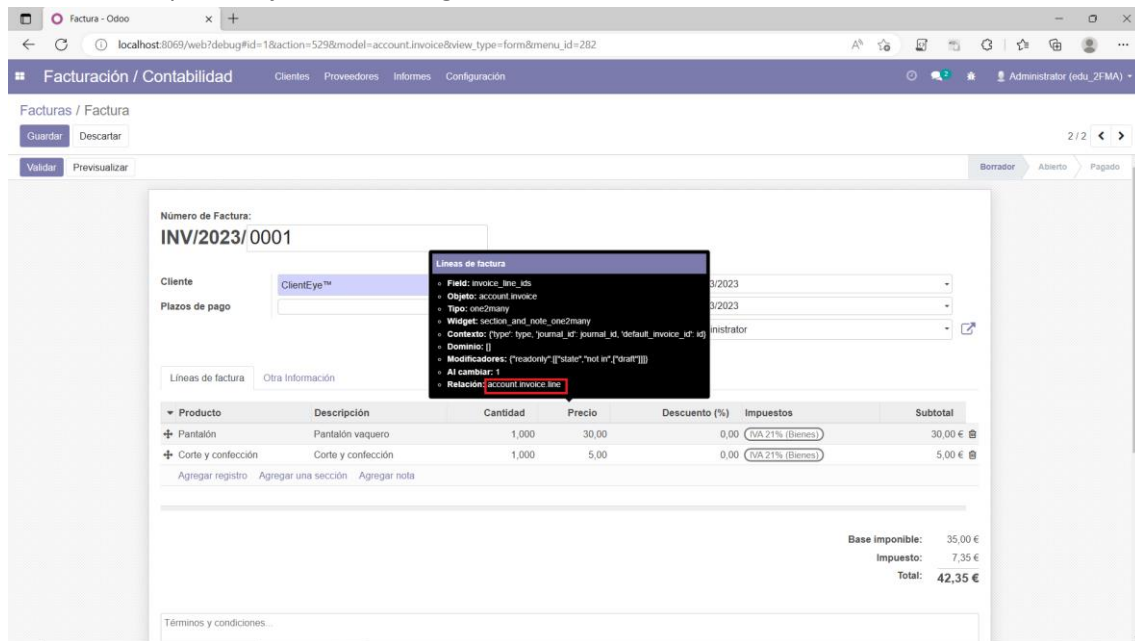 Factura - Odoo
localhost:8069/web?debug#id=1&action=529&model=account.invoice&view_type=form&menu_id=282
Facturación / Contabilidad Clientes Proveedores Informes Configuración 2 Administrator (edu_2FMA)
Facturas / Factura
Guardar Descartar 2 / 2
Validar Previsualizar Borrador Abierto Pagado
Número de Factura:
INV/2023/ 0001
Líneas de factura
Field: invoice_line_ids
Objeto: account.invoice
Tipo: one2many
Widget: section_and_note_one2many
Contexto: {'type': type, 'journal_id': journal_id, 'default_invoice_id': id}
Dominio: []
Modificadores: {"readonly":[["state","not in",["draft"]]]}
Al cambiar: 1
Relación: account.invoice.line
Cliente ClientEye™ 3/2023
Plazos de pago 3/2023
inistrator
Líneas de factura Otra Información
Producto Descripción Cantidad Precio Descuento (%) Impuestos Subtotal
Pantalón Pantalón vaquero 1,000 30,00 0,00 IVA 21% (Bienes) 30,00 €
Corte y confección Corte y confección 1,000 5,00 0,00 IVA 21% (Bienes) 5,00 €
Agregar registro Agregar una sección Agregar nota
Base imponible: 35,00 €
Impuesto: 7,35 €
Total: 42,35 €
Términos y condiciones...